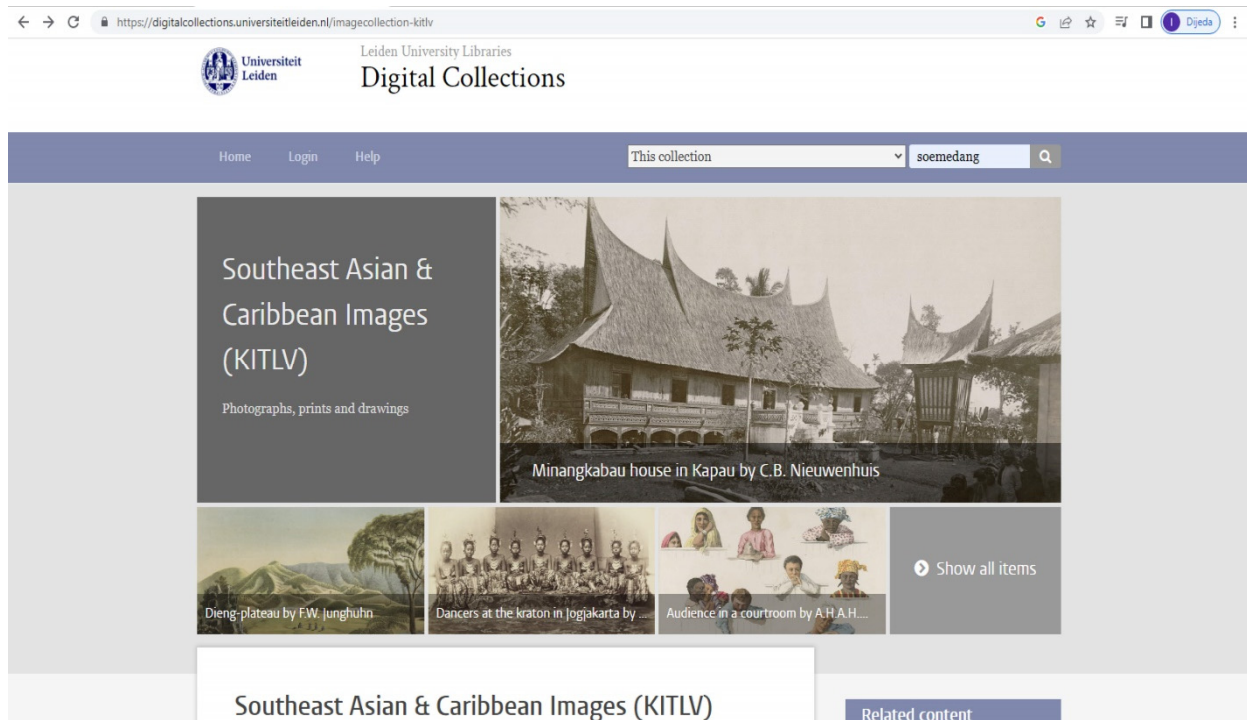 https://digitalcollections.universiteitleiden.nl/imagecollection-kitlv
Dijeda
Universiteit
Leiden
Leiden University Libraries
Digital Collections
Home
Login
Help
This collection
soemedang
Southeast Asian &
Caribbean Images
(KITLV)
Photographs, prints and drawings
Minangkabau house in Kapau by C.B. Nieuwenhuis
Dieng-plateau by F.W. Junghuhn
Dancers at the kraton in Jogjakarta by ...
Audience in a courtroom by A.H.A.H....
Show all items
Southeast Asian & Caribbean Images (KITLV)
Related content